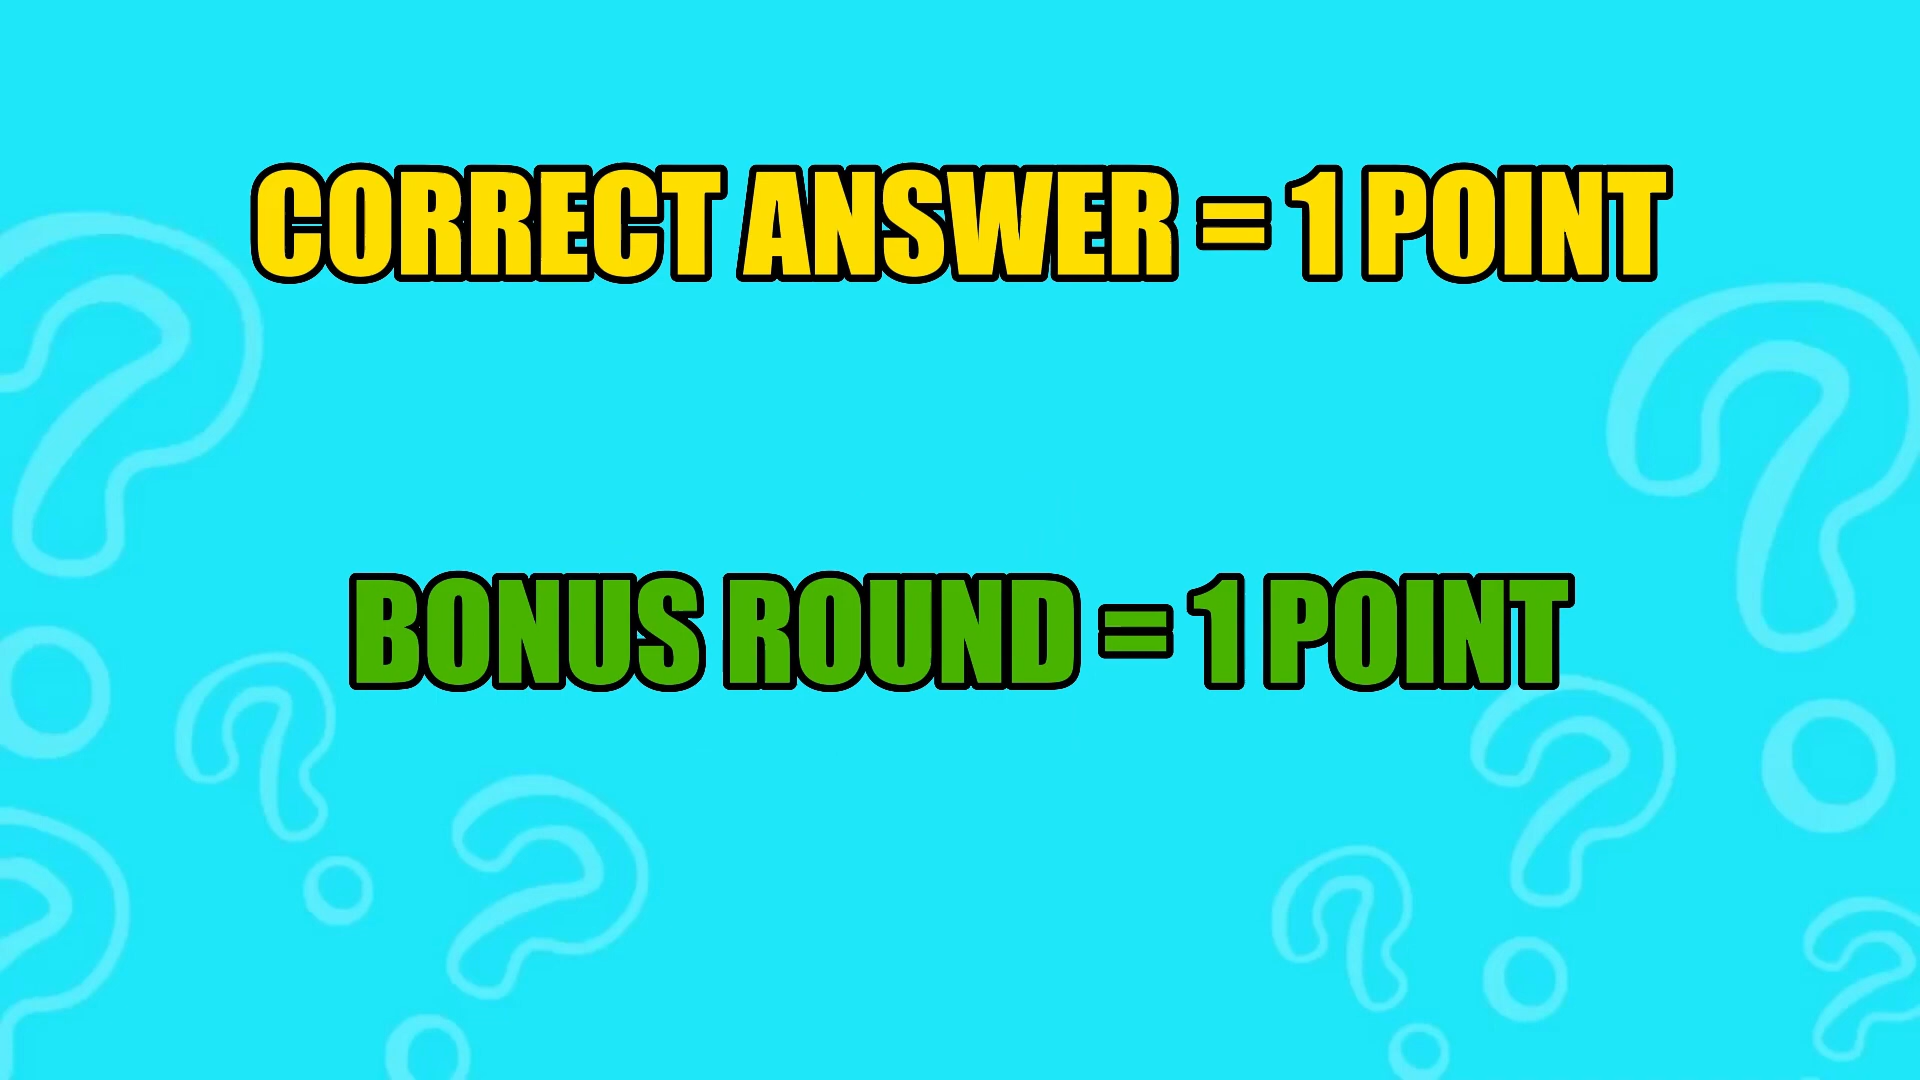 CORRECT ANSWER = 1 POINT
BONUS ROUND = 1 POINT